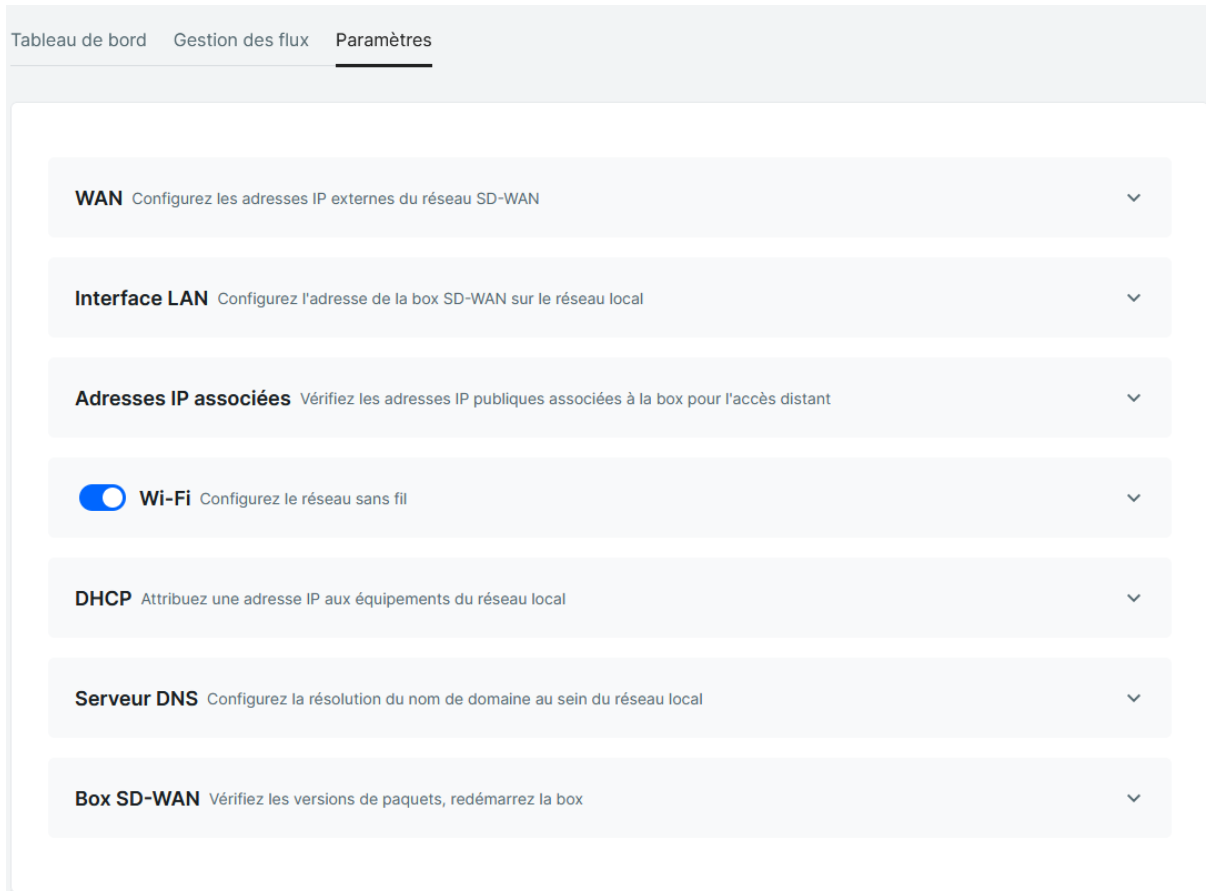 Tableau de bord Gestion des flux Paramètres
WAN Configurez les adresses IP externes du réseau SD-WAN
Interface LAN Configurez l'adresse de la box SD-WAN sur le réseau local
Adresses IP associées Vérifiez les adresses IP publiques associées à la box pour l'accès distant
Wi-Fi Configurez le réseau sans fil
DHCP Attribuez une adresse IP aux équipements du réseau local
Serveur DNS Configurez la résolution du nom de domaine au sein du réseau local
Box SD-WAN Vérifiez les versions de paquets, redémarrez la box